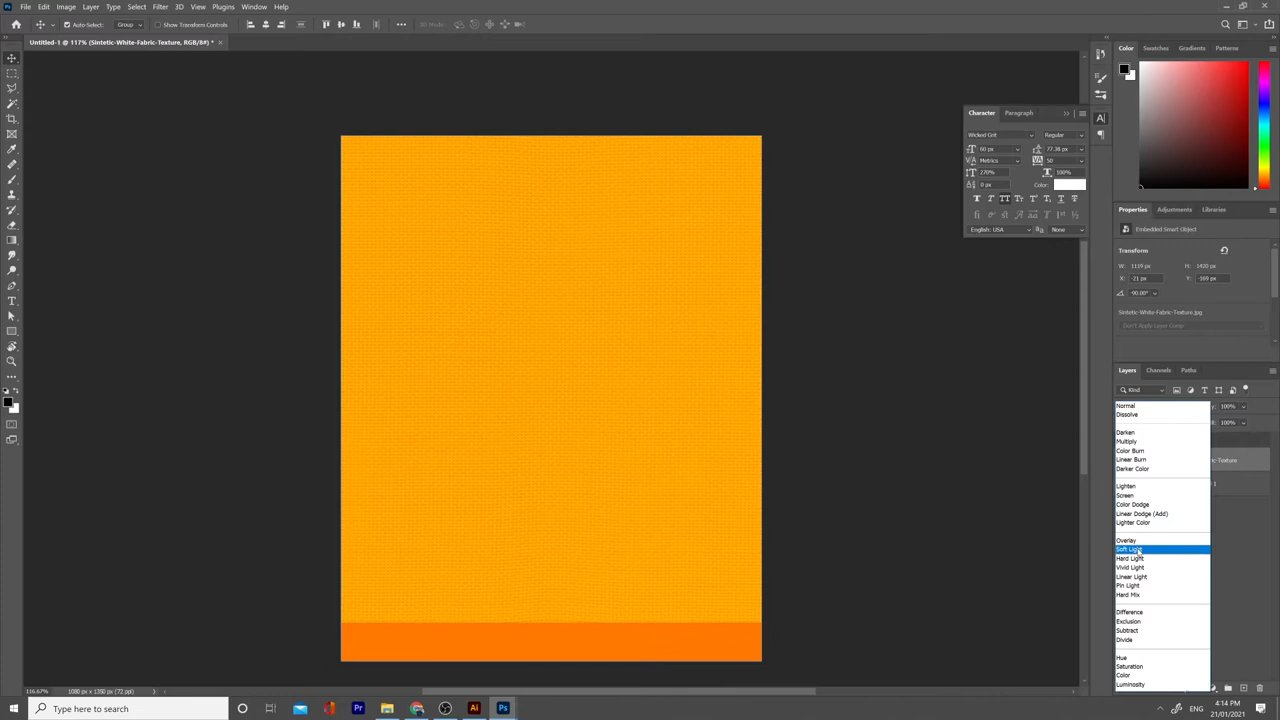 File Edit Image Layer Type Select Filter 3D View Plugins Window Help
Auto-Select: Group Show Transform Controls 3D Mode:
Untitled-1 @ 117% (Sintetic-White-Fabric-Texture, RGB/8#) *
Color Swatches Gradients Patterns
Character Paragraph
Wicked Grit Regular
60 px 77.38 px
Metrics 50
270% 100%
0 px Color:
English: USA None
Properties Adjustments Libraries
Embedded Smart Object
Transform
W: 1119 px H: 1420 px
X: -21 px Y: -169 px
-90.00°
Sintetic-White-Fabric-Texture.jpg
Don't Apply Layer Comp
Layers Channels Paths
Kind
Normal
100%
Dissolve
100%
Darken
Multiply
Color Burn
Linear Burn
ic-Texture
Darker Color
Lighten
Screen
Color Dodge
Linear Dodge (Add)
Lighter Color
Overlay
Soft Light
Hard Light
Vivid Light
Linear Light
Pin Light
Hard Mix
Difference
Exclusion
Subtract
Divide
Hue
Saturation
Color
Luminosity
116.67% 1080 px x 1350 px (72 ppi)
Type here to search
ENG
4:14 PM
21/01/2021